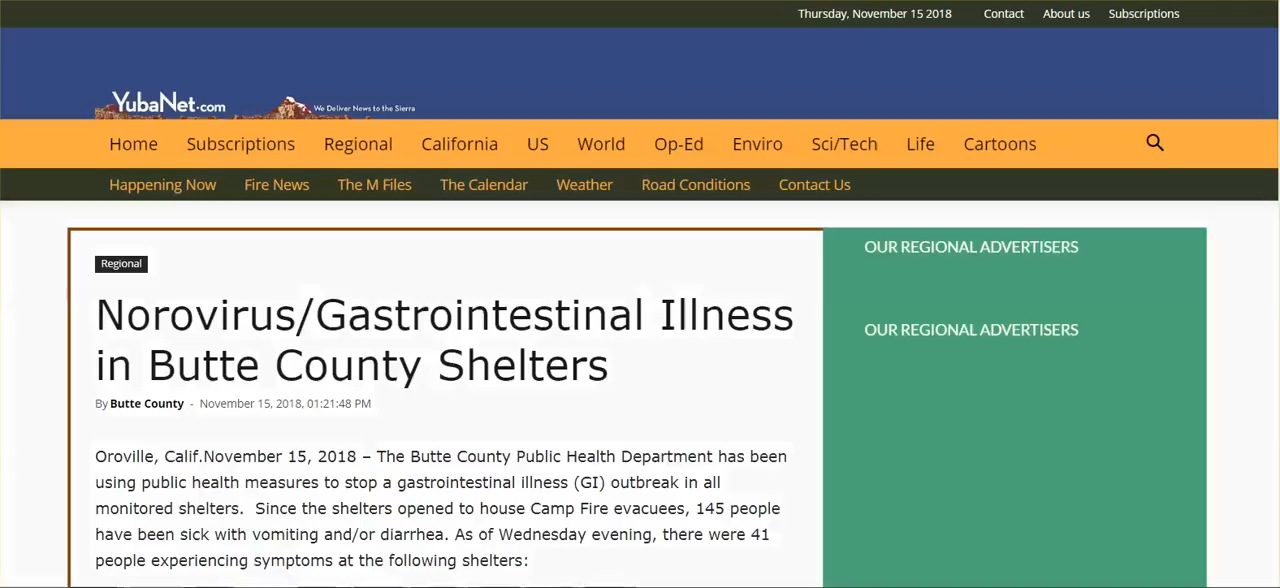 Thursday, November 15 2018 Contact About us Subscriptions
YubaNet.com We Deliver News to the Sierra
Home Subscriptions Regional California US World Op-Ed Enviro Sci/Tech Life Cartoons
Happening Now Fire News The M Files The Calendar Weather Road Conditions Contact Us
Regional
Norovirus/Gastrointestinal Illness
in Butte County Shelters
By Butte County - November 15, 2018, 01:21:48 PM
Oroville, Calif.November 15, 2018 – The Butte County Public Health Department has been
using public health measures to stop a gastrointestinal illness (GI) outbreak in all
monitored shelters.  Since the shelters opened to house Camp Fire evacuees, 145 people
have been sick with vomiting and/or diarrhea. As of Wednesday evening, there were 41
people experiencing symptoms at the following shelters:
OUR REGIONAL ADVERTISERS
OUR REGIONAL ADVERTISERS